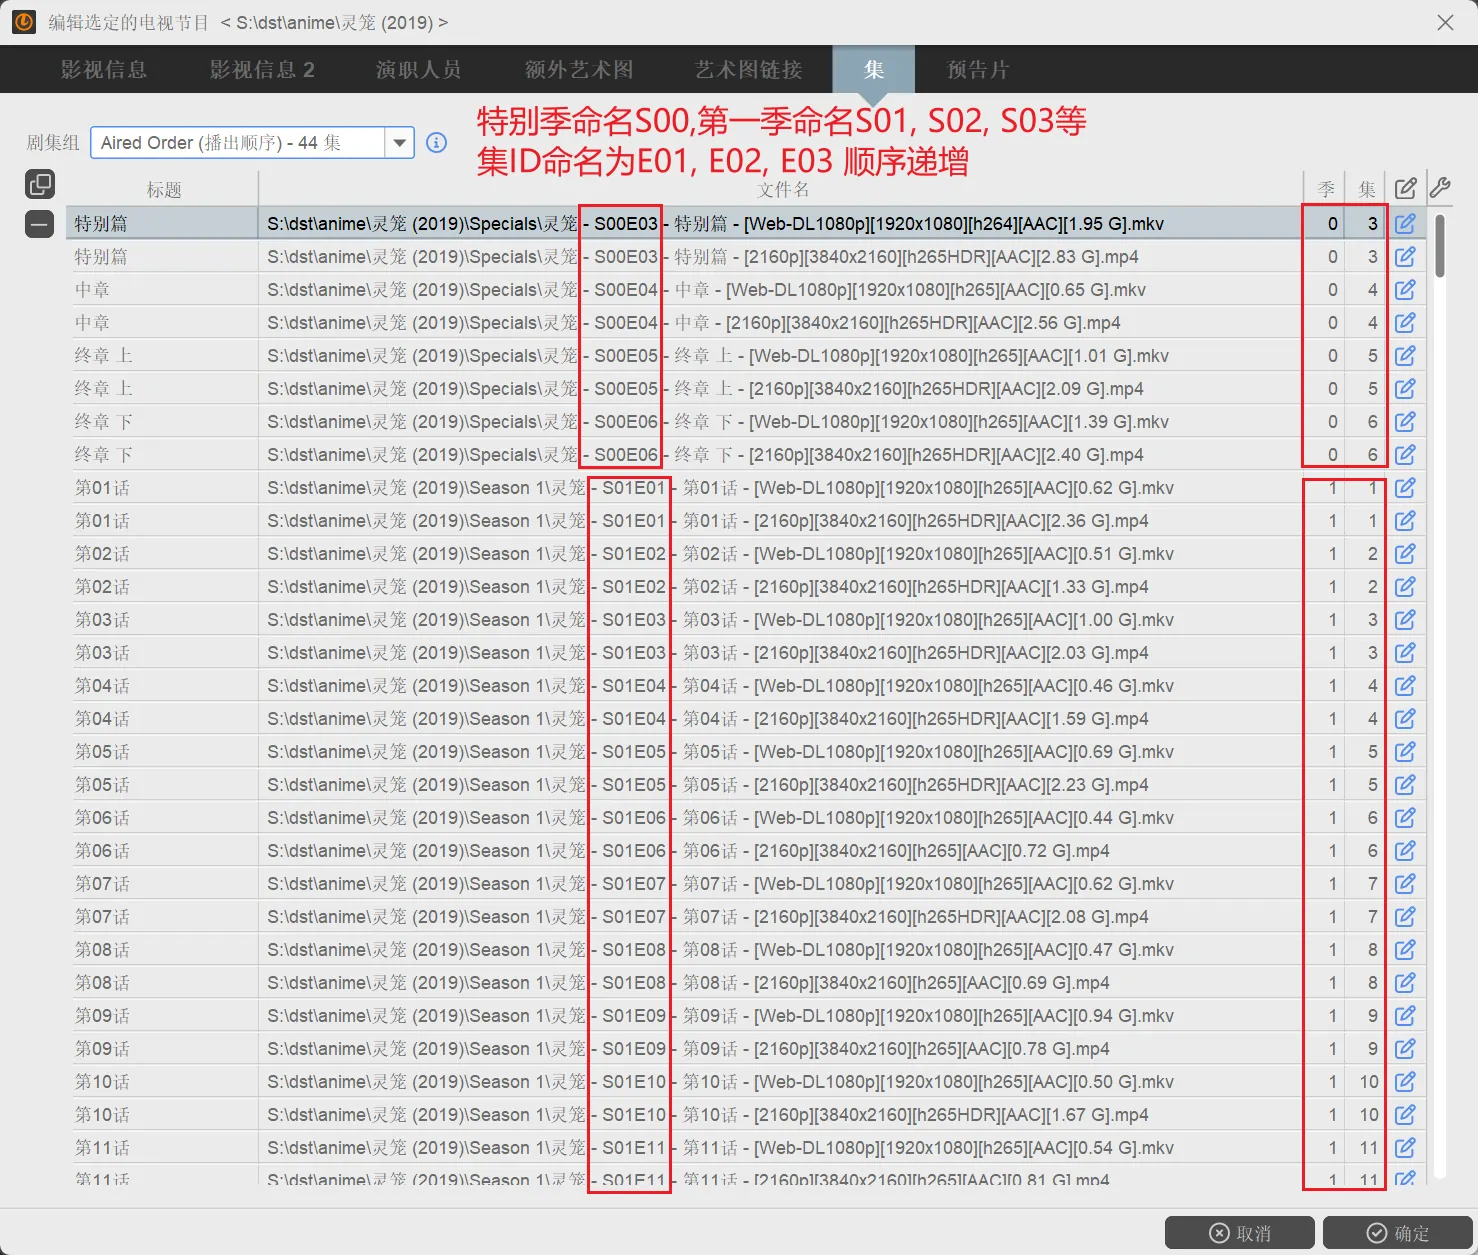 编辑选定的电视节目 < S:\dst\anime\灵笼 (2019) >
影视信息 影视信息 2 演职人员 额外艺术图 艺术图链接 集 预告片
特别季命名S00,第一季命名S01, S02, S03等
剧集组 Aired Order (播出顺序) - 44 集
集ID命名为E01, E02, E03 顺序递增
标题 文件名 季 集
特别篇 S:\dst\anime\灵笼 (2019)\Specials\灵笼 - S00E03 - 特别篇 - [Web-DL1080p][1920x1080][h264][AAC][1.95 G].mkv 0 3
特别篇 S:\dst\anime\灵笼 (2019)\Specials\灵笼 - S00E03 - 特别篇 - [2160p][3840x2160][h265HDR][AAC][2.83 G].mp4 0 3
中章 S:\dst\anime\灵笼 (2019)\Specials\灵笼 - S00E04 - 中章 - [Web-DL1080p][1920x1080][h265][AAC][0.65 G].mkv 0 4
中章 S:\dst\anime\灵笼 (2019)\Specials\灵笼 - S00E04 - 中章 - [2160p][3840x2160][h265HDR][AAC][2.56 G].mp4 0 4
终章 上 S:\dst\anime\灵笼 (2019)\Specials\灵笼 - S00E05 - 终章 上 - [Web-DL1080p][1920x1080][h265][AAC][1.01 G].mkv 0 5
终章 上 S:\dst\anime\灵笼 (2019)\Specials\灵笼 - S00E05 - 终章 上 - [2160p][3840x2160][h265HDR][AAC][2.09 G].mp4 0 5
终章 下 S:\dst\anime\灵笼 (2019)\Specials\灵笼 - S00E06 - 终章 下 - [Web-DL1080p][1920x1080][h265][AAC][1.39 G].mkv 0 6
终章 下 S:\dst\anime\灵笼 (2019)\Specials\灵笼 - S00E06 - 终章 下 - [2160p][3840x2160][h265HDR][AAC][2.40 G].mp4 0 6
第01话 S:\dst\anime\灵笼 (2019)\Season 1\灵笼 - S01E01 - 第01话 - [Web-DL1080p][1920x1080][h265][AAC][0.62 G].mkv 1 1
第01话 S:\dst\anime\灵笼 (2019)\Season 1\灵笼 - S01E01 - 第01话 - [2160p][3840x2160][h265HDR][AAC][2.36 G].mp4 1 1
第02话 S:\dst\anime\灵笼 (2019)\Season 1\灵笼 - S01E02 - 第02话 - [Web-DL1080p][1920x1080][h265][AAC][0.51 G].mkv 1 2
第02话 S:\dst\anime\灵笼 (2019)\Season 1\灵笼 - S01E02 - 第02话 - [2160p][3840x2160][h265HDR][AAC][1.33 G].mp4 1 2
第03话 S:\dst\anime\灵笼 (2019)\Season 1\灵笼 - S01E03 - 第03话 - [Web-DL1080p][1920x1080][h265][AAC][1.00 G].mkv 1 3
第03话 S:\dst\anime\灵笼 (2019)\Season 1\灵笼 - S01E03 - 第03话 - [2160p][3840x2160][h265HDR][AAC][2.03 G].mp4 1 3
第04话 S:\dst\anime\灵笼 (2019)\Season 1\灵笼 - S01E04 - 第04话 - [Web-DL1080p][1920x1080][h265][AAC][0.46 G].mkv 1 4
第04话 S:\dst\anime\灵笼 (2019)\Season 1\灵笼 - S01E04 - 第04话 - [2160p][3840x2160][h265HDR][AAC][1.59 G].mp4 1 4
第05话 S:\dst\anime\灵笼 (2019)\Season 1\灵笼 - S01E05 - 第05话 - [Web-DL1080p][1920x1080][h265][AAC][0.69 G].mkv 1 5
第05话 S:\dst\anime\灵笼 (2019)\Season 1\灵笼 - S01E05 - 第05话 - [2160p][3840x2160][h265HDR][AAC][2.23 G].mp4 1 5
第06话 S:\dst\anime\灵笼 (2019)\Season 1\灵笼 - S01E06 - 第06话 - [Web-DL1080p][1920x1080][h265][AAC][0.44 G].mkv 1 6
第06话 S:\dst\anime\灵笼 (2019)\Season 1\灵笼 - S01E06 - 第06话 - [2160p][3840x2160][h265][AAC][0.72 G].mp4 1 6
第07话 S:\dst\anime\灵笼 (2019)\Season 1\灵笼 - S01E07 - 第07话 - [Web-DL1080p][1920x1080][h265][AAC][0.62 G].mkv 1 7
第07话 S:\dst\anime\灵笼 (2019)\Season 1\灵笼 - S01E07 - 第07话 - [2160p][3840x2160][h265HDR][AAC][2.08 G].mp4 1 7
第08话 S:\dst\anime\灵笼 (2019)\Season 1\灵笼 - S01E08 - 第08话 - [Web-DL1080p][1920x1080][h265][AAC][0.47 G].mkv 1 8
第08话 S:\dst\anime\灵笼 (2019)\Season 1\灵笼 - S01E08 - 第08话 - [2160p][3840x2160][h265][AAC][0.69 G].mp4 1 8
第09话 S:\dst\anime\灵笼 (2019)\Season 1\灵笼 - S01E09 - 第09话 - [Web-DL1080p][1920x1080][h265][AAC][0.94 G].mkv 1 9
第09话 S:\dst\anime\灵笼 (2019)\Season 1\灵笼 - S01E09 - 第09话 - [2160p][3840x2160][h265][AAC][0.78 G].mp4 1 9
第10话 S:\dst\anime\灵笼 (2019)\Season 1\灵笼 - S01E10 - 第10话 - [Web-DL1080p][1920x1080][h265][AAC][0.50 G].mkv 1 10
第10话 S:\dst\anime\灵笼 (2019)\Season 1\灵笼 - S01E10 - 第10话 - [2160p][3840x2160][h265HDR][AAC][1.67 G].mp4 1 10
第11话 S:\dst\anime\灵笼 (2019)\Season 1\灵笼 - S01E11 - 第11话 - [Web-DL1080p][1920x1080][h265][AAC][0.54 G].mkv 1 11
第11话 S:\dst\anime\灵笼 (2019)\Season 1\灵笼 - S01E11 - 第11话 - [2160p][3840x2160][h265][AAC][0.81 G].mp4 1 11
取消 确定